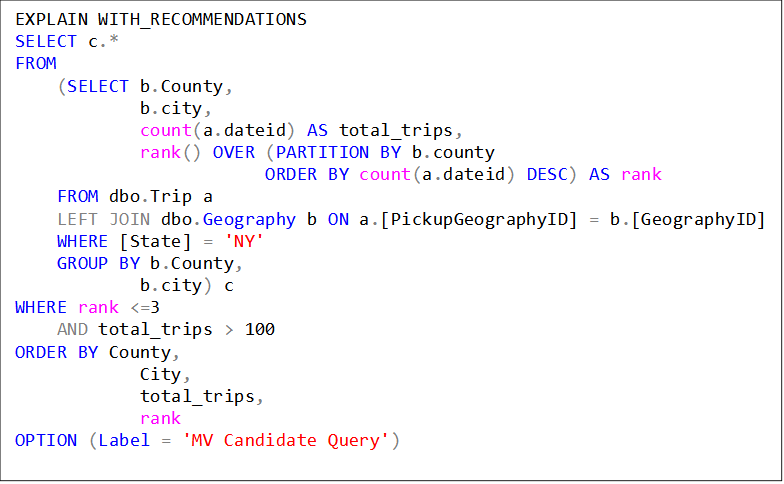 EXPLAIN WITH_RECOMMENDATIONS
SELECT c.*
FROM
(SELECT b.County,
b.city,
count(a.dateid) AS total_trips,
rank() OVER (PARTITION BY b.county
ORDER BY count(a.dateid) DESC) AS rank
FROM dbo.Trip a
LEFT JOIN dbo.Geography b ON a.[PickupGeographyID] = b.[GeographyID]
WHERE [State] = 'NY'
GROUP BY b.County,
b.city) c
WHERE rank <=3
AND total_trips > 100
ORDER BY County,
City,
total_trips,
rank
OPTION (Label = 'MV Candidate Query')